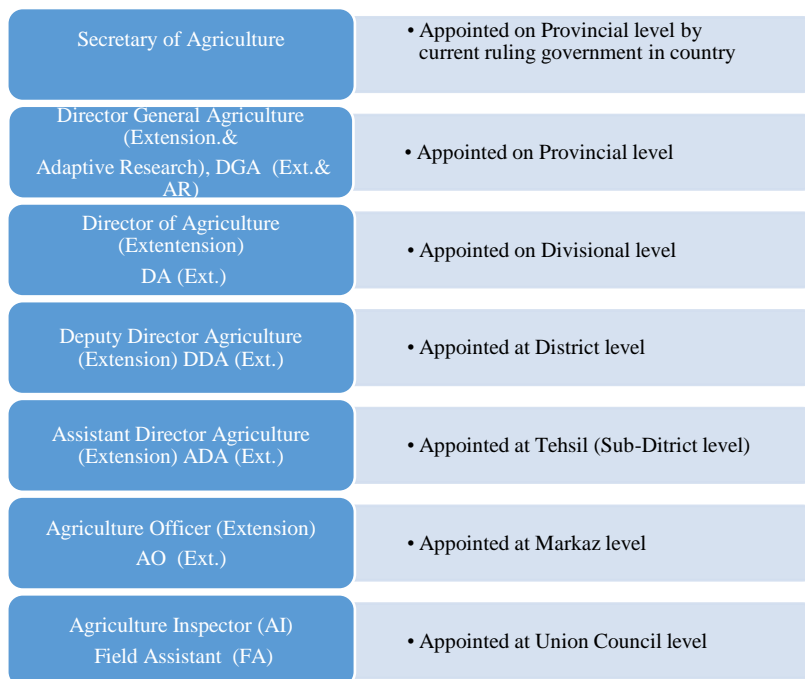 Secretary of Agriculture
• Appointed on Provincial level by
current ruling government in country
Director General Agriculture
(Extension.&
Adaptive Research), DGA (Ext.&
AR)
• Appointed on Provincial level
Director of Agriculture
(Extentension)
DA (Ext.)
• Appointed on Divisional level
Deputy Director Agriculture
(Extension) DDA (Ext.)
• Appointed at District level
Assistant Director Agriculture
(Extension) ADA (Ext.)
• Appointed at Tehsil (Sub-Ditrict level)
Agriculture Officer (Extension)
AO (Ext.)
• Appointed at Markaz level
Agriculture Inspector (AI)
Field Assistant (FA)
• Appointed at Union Council level